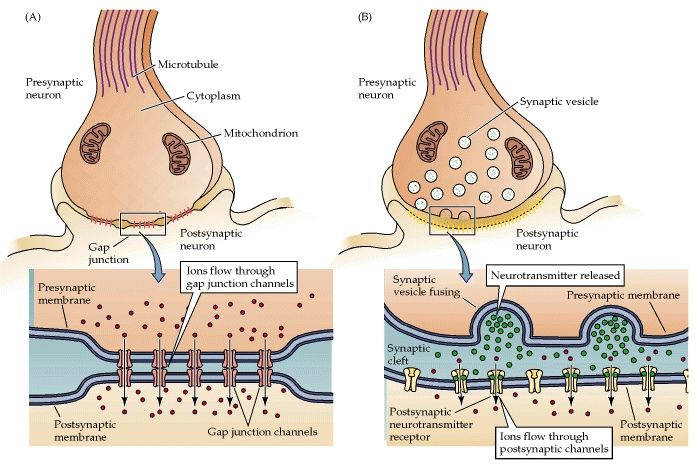 (A)
Presynaptic
neuron
Microtubule
Cytoplasm
Mitochondrion
Gap
junction
Postsynaptic
neuron
Ions flow through
gap junction channels
Presynaptic
membrane
Postsynaptic
membrane
Gap junction channels
(B)
Presynaptic
neuron
Synaptic vesicle
Postsynaptic
neuron
Synaptic
vesicle fusing
Neurotransmitter released
Presynaptic membrane
Synaptic
cleft
Postsynaptic
neurotransmitter
receptor
Ions flow through
postsynaptic channels
Postsynaptic
membrane